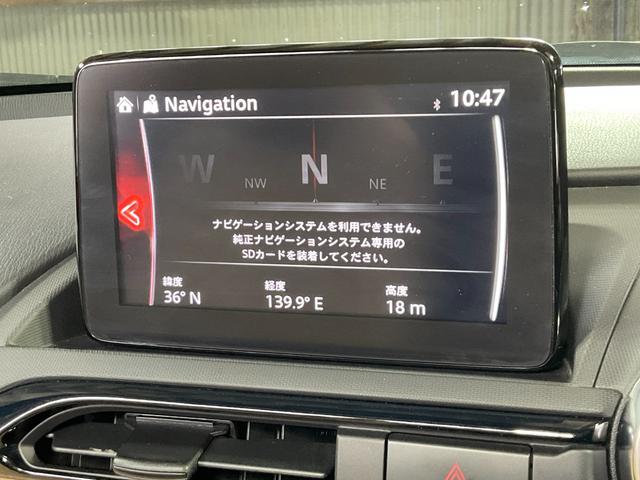 Navigation
10:47
W NW N NE E
ナビゲーションシステムを利用できません。
純正ナビゲーションシステム専用の
SDカードを装着してください。
緯度 経度 高度
36° N 139.9° E 18 m